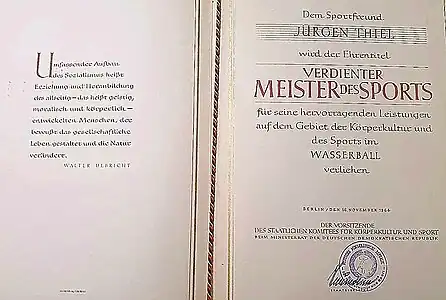 Umfassender Aufbau
des Sozialismus heißt
Erziehung und Heranbildung
des allseitig – das heißt geistig,
moralisch und körperlich –
entwickelten Menschen, der
bewußt das gesellschaftliche
Leben gestaltet und die Natur
verändert.
WALTER ULBRICHT
Dem Sportfreund
JÜRGEN THIEL
wird der Ehrentitel
VERDIENTER
MEISTER DES SPORTS
für seine hervorragenden Leistungen
auf dem Gebiet der Körperkultur und
des Sports im
WASSERBALL
verliehen
BERLIN / DEN NOVEMBER
DER VORSITZENDE
DES STAATLICHEN KOMITEES FÜR KÖRPERKULTUR UND SPORT
BEIM MINISTERRAT DER DEUTSCHEN DEMOKRATISCHEN REPUBLIK